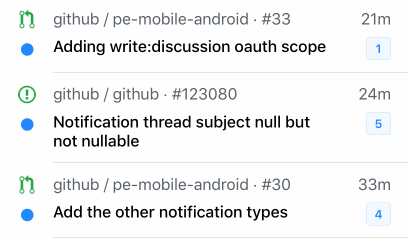 github / pe-mobile-android · #33 21m
Adding write:discussion oauth scope 1
github / github · #123080 24m
Notification thread subject null but 5
not nullable
github / pe-mobile-android · #30 33m
Add the other notification types 4